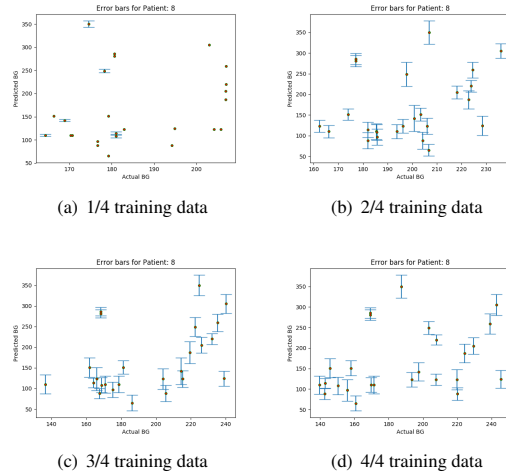 Error bars for Patient: 8
Predicted BG
350
300
250
200
150
100
50
170 180 190 200
Actual BG
(a) 1/4 training data
Error bars for Patient: 8
Predicted BG
350
300
250
200
150
100
50
160 170 180 190 200 210 220 230
Actual BG
(b) 2/4 training data
Error bars for Patient: 8
Predicted BG
350
300
250
200
150
100
50
140 160 180 200 220 240
Actual BG
(c) 3/4 training data
Error bars for Patient: 8
Predicted BG
350
300
250
200
150
100
50
140 160 180 200 220 240
Actual BG
(d) 4/4 training data